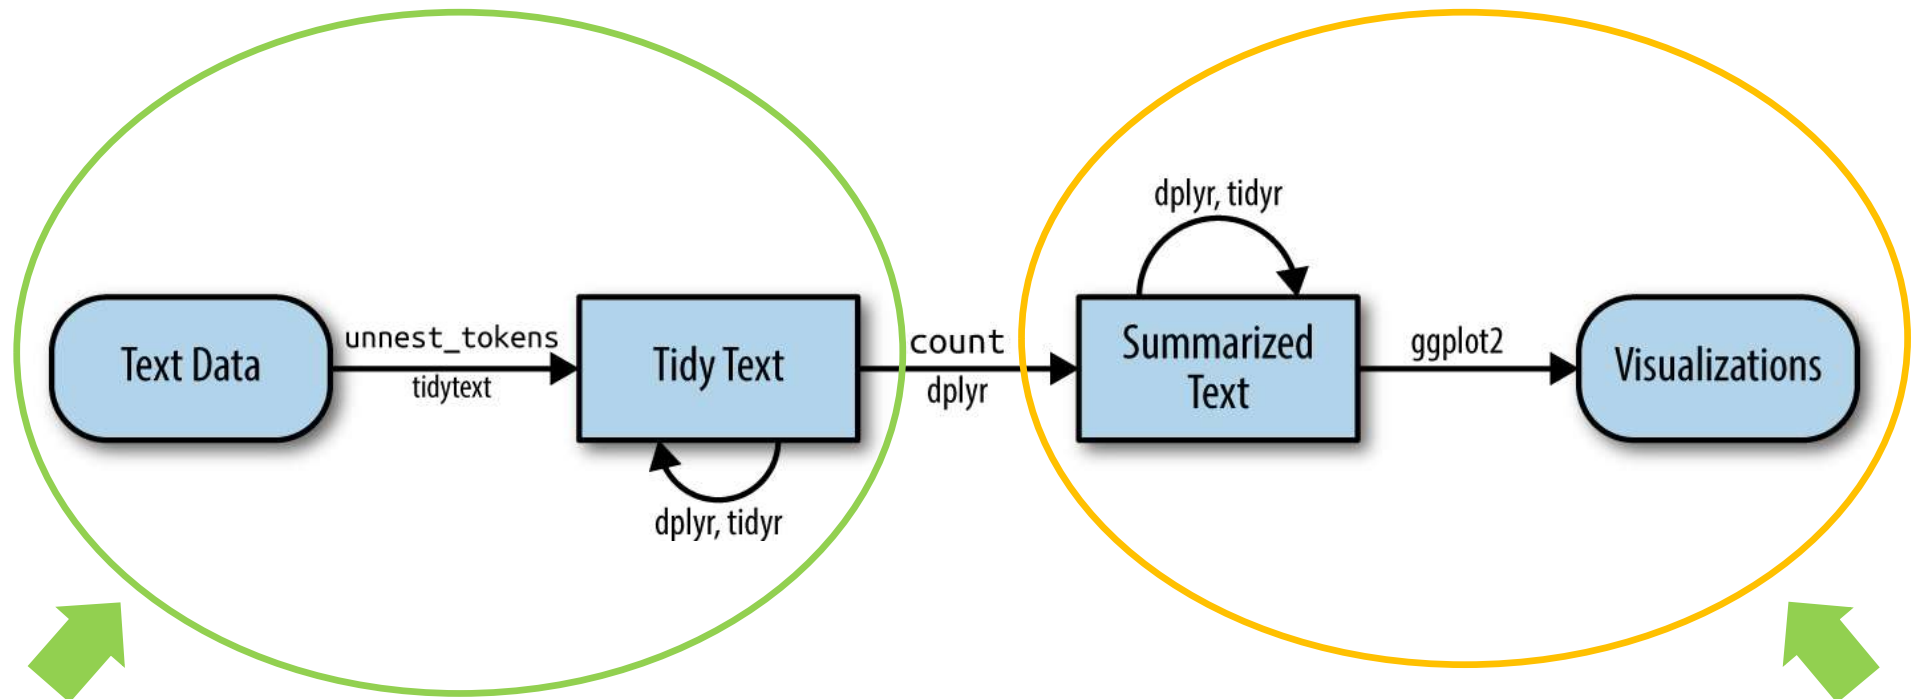 Text Data
unnest_tokens
tidytext
Tidy Text
dplyr, tidyr
count
dplyr
dplyr, tidyr
Summarized
Text
ggplot2
Visualizations